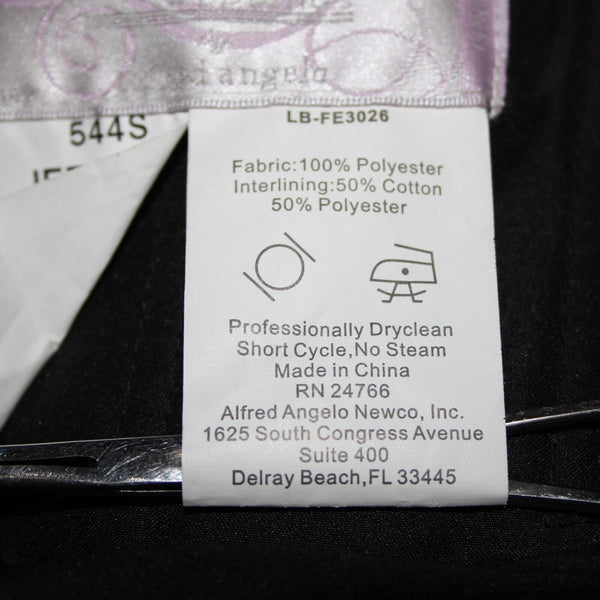 angelo
LB-FE3026
544S
Fabric:100% Polyester
Interlining:50% Cotton
50% Polyester
Professionally Dryclean
Short Cycle,No Steam
Made in China
RN 24766
Alfred Angelo Newco, Inc.
1625 South Congress Avenue
Suite 400
Delray Beach,FL 33445